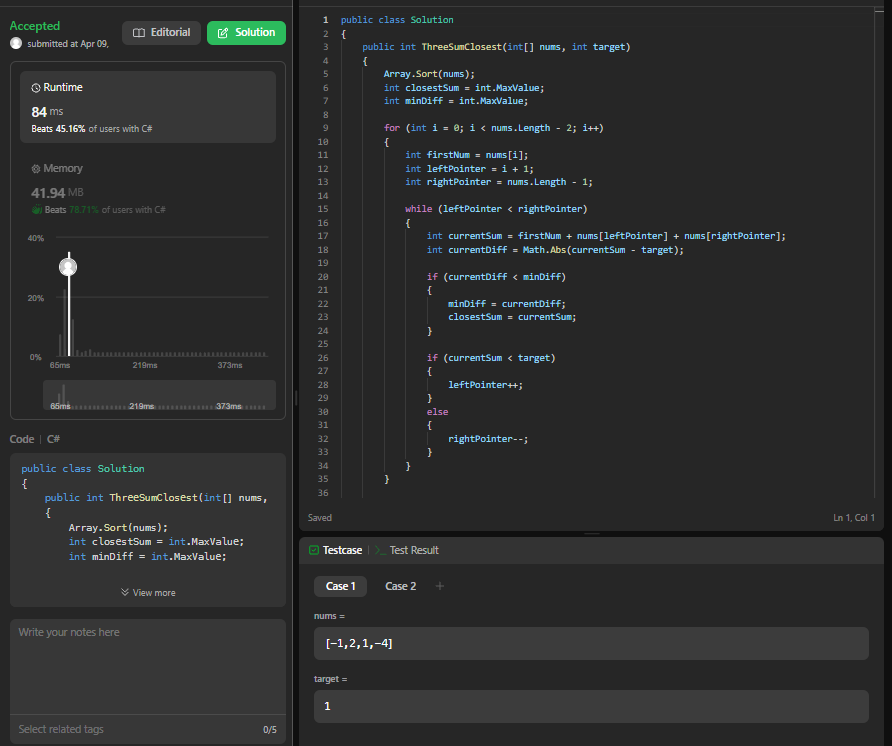 Accepted
submitted at Apr 09,
Editorial
Solution
Runtime
84 ms
Beats 45.16% of users with C#
Memory
41.94 MB
Beats 78.71% of users with C#
40%
20%
0%
65ms 219ms 373ms
65ms 219ms 373ms
Code | C#
public class Solution
{
public int ThreeSumClosest(int[] nums,
{
Array.Sort(nums);
int closestSum = int.MaxValue;
int minDiff = int.MaxValue;
View more
Write your notes here
Select related tags 0/5
1 public class Solution
2 {
3 public int ThreeSumClosest(int[] nums, int target)
4 {
5 Array.Sort(nums);
6 int closestSum = int.MaxValue;
7 int minDiff = int.MaxValue;
8
9 for (int i = 0; i < nums.Length - 2; i++)
10 {
11 int firstNum = nums[i];
12 int leftPointer = i + 1;
13 int rightPointer = nums.Length - 1;
14
15 while (leftPointer < rightPointer)
16 {
17 int currentSum = firstNum + nums[leftPointer] + nums[rightPointer];
18 int currentDiff = Math.Abs(currentSum - target);
19
20 if (currentDiff < minDiff)
21 {
22 minDiff = currentDiff;
23 closestSum = currentSum;
24 }
25
26 if (currentSum < target)
27 {
28 leftPointer++;
29 }
30 else
31 {
32 rightPointer--;
33 }
34 }
35 }
36
Saved Ln 1, Col 1
Testcase | >_ Test Result
Case 1 Case 2 +
nums =
[-1,2,1,-4]
target =
1